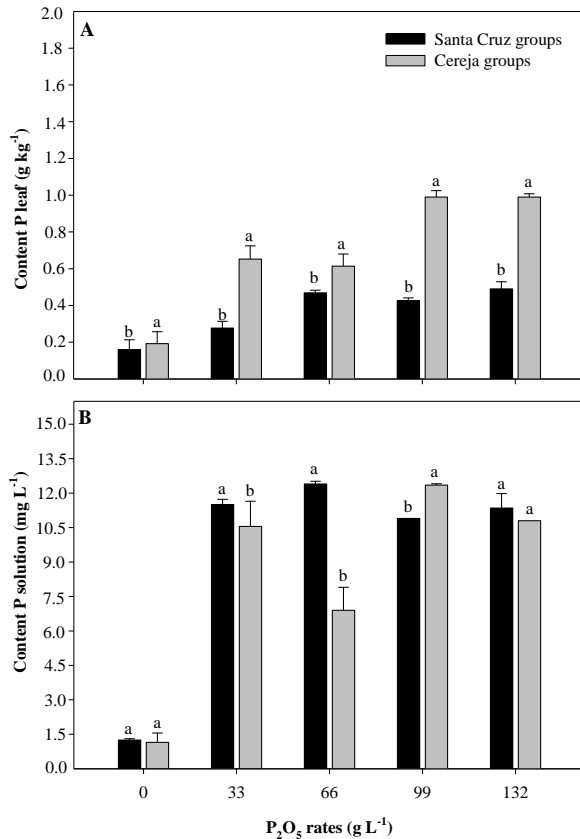 A
Santa Cruz groups
Cereja groups
Content P leaf (g kg⁻¹)
2.0
1.8
1.6
1.4
1.2
1.0
0.8
0.6
0.4
0.2
0.0
b a
b a
b a
b a
b a
B
Content P solution (mg L⁻¹)
15.0
13.5
12.0
10.5
9.0
7.5
6.0
4.5
3.0
1.5
0.0
a a
a b
a b
b a
a a
0 33 66 99 132
P₂O₅ rates (g L⁻¹)